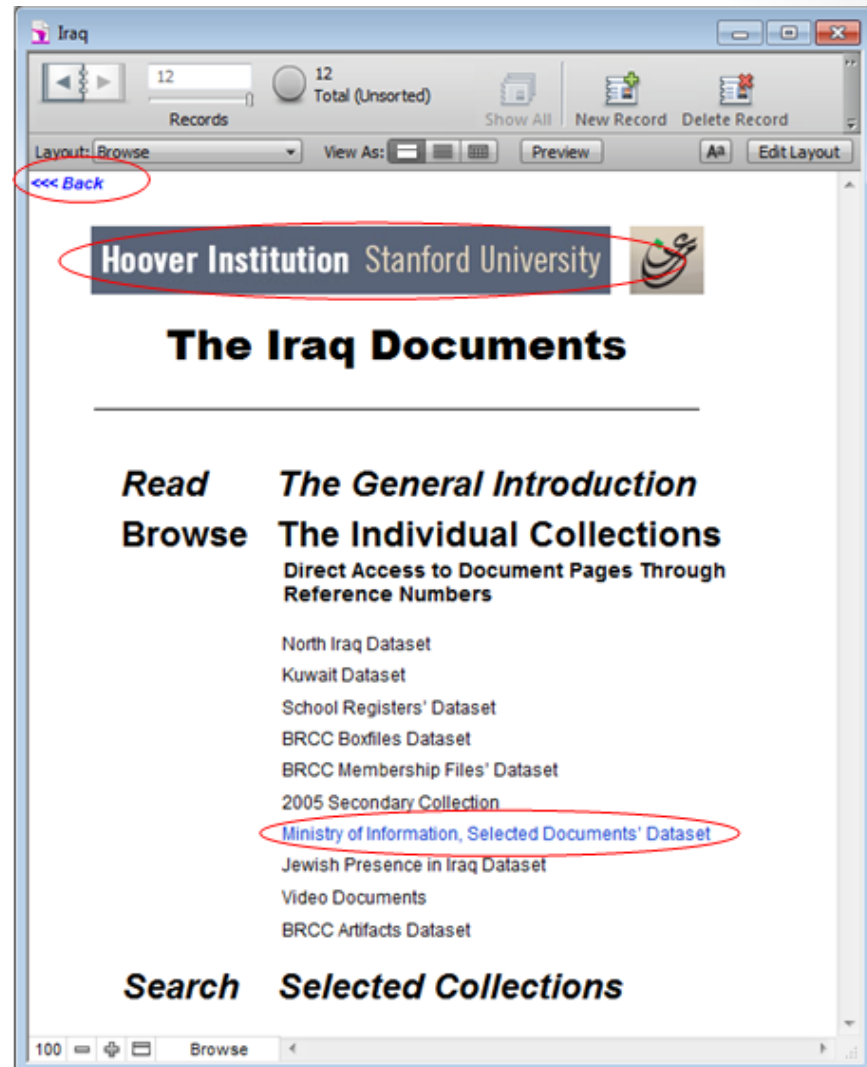 Iraq
12
12
Total (Unsorted)
Records
Show All
New Record
Delete Record
Layout: Browse
View As:
Preview
Aa
Edit Layout
<<< Back
Hoover Institution Stanford University
The Iraq Documents
Read The General Introduction
Browse The Individual Collections
Direct Access to Document Pages Through
Reference Numbers
North Iraq Dataset
Kuwait Dataset
School Registers' Dataset
BRCC Boxfiles Dataset
BRCC Membership Files' Dataset
2005 Secondary Collection
Ministry of Information, Selected Documents' Dataset
Jewish Presence in Iraq Dataset
Video Documents
BRCC Artifacts Dataset
Search Selected Collections
100
Browse